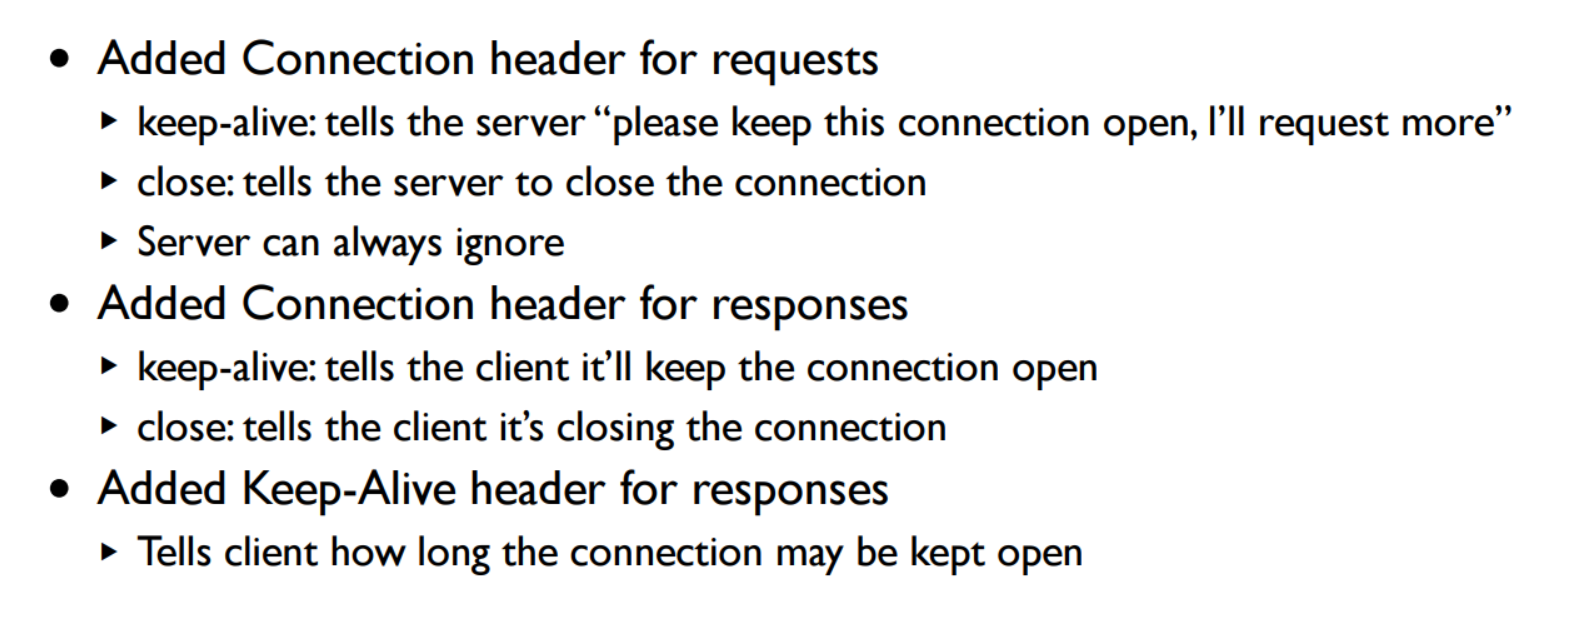 • Added Connection header for requests
‣ keep-alive: tells the server “please keep this connection open, I’ll request more”
‣ close: tells the server to close the connection
‣ Server can always ignore
• Added Connection header for responses
‣ keep-alive: tells the client it’ll keep the connection open
‣ close: tells the client it’s closing the connection
• Added Keep-Alive header for responses
‣ Tells client how long the connection may be kept open